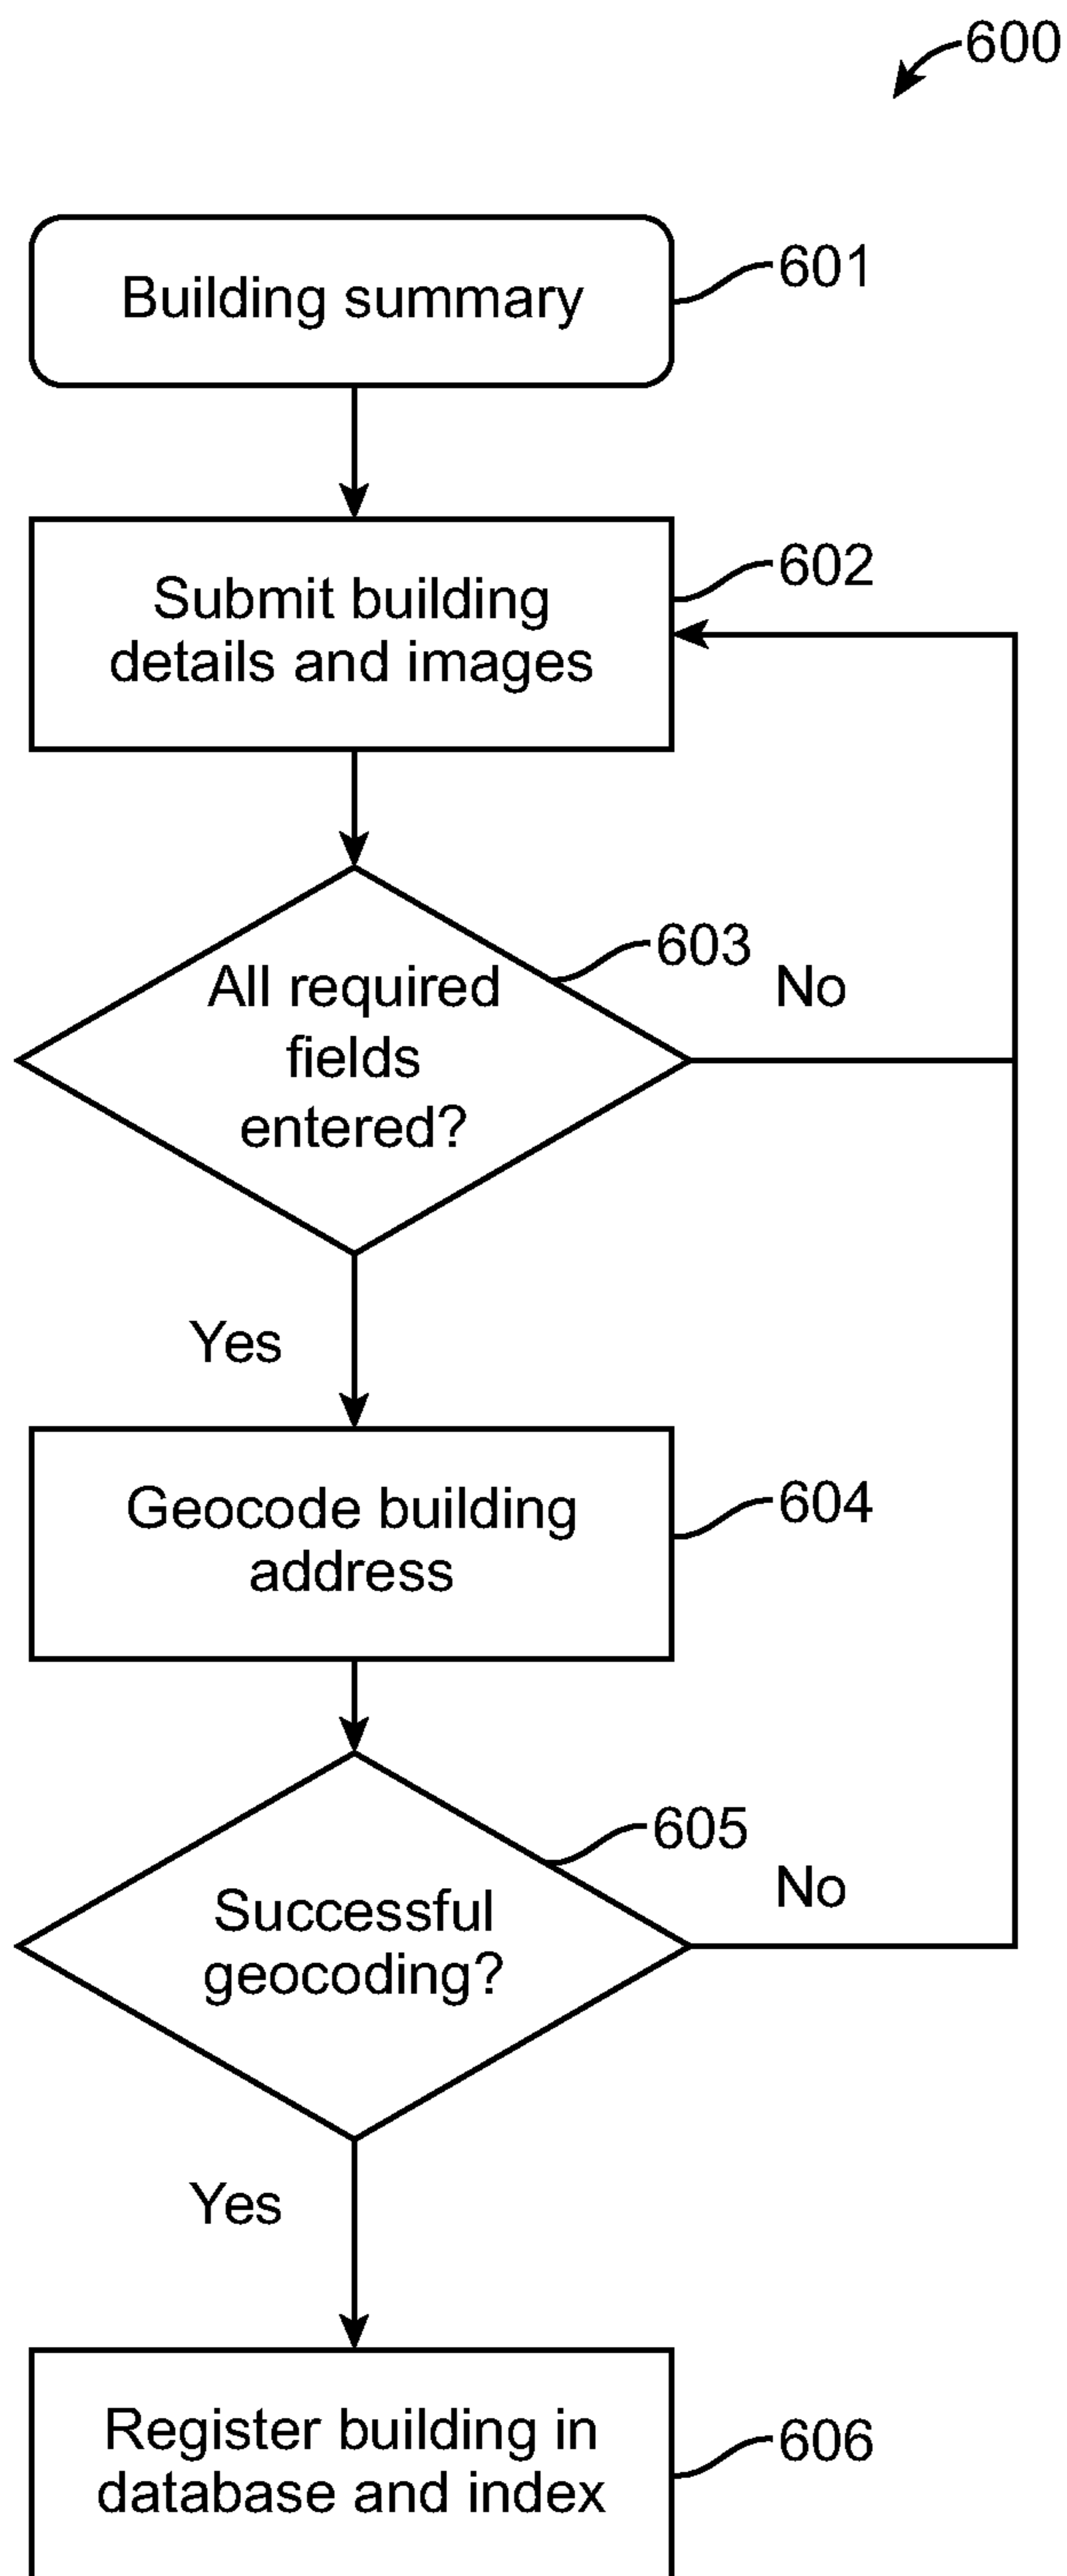 600
Building summary
601
Submit building
details and images
602
All required
fields
entered?
603
No
Yes
Geocode building
address
604
Successful
geocoding?
605
No
Yes
Register building in
database and index
606